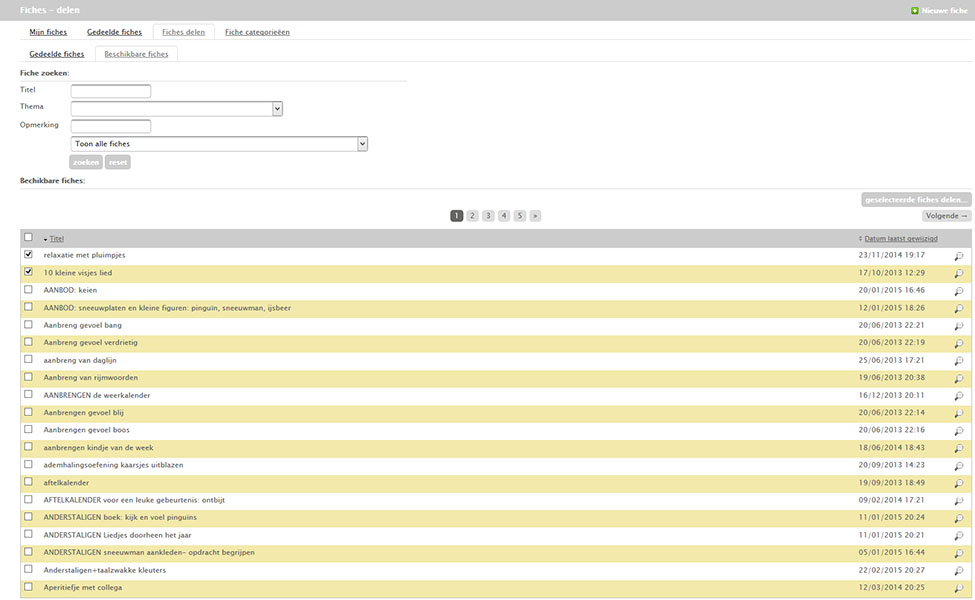 Fiches - delen
Nieuwe fiche
Mijn fiches Gedeelde fiches Fiches delen Fiche categorieëen
Gedeelde fiches Beschikbare fiches
Fiche zoeken:
Titel
Thema
Opmerking
Toon alle fiches
zoeken reset
Bechikbare fiches:
geselecteerde fiches delen...
1 2 3 4 5 »
Volgende →
Titel Datum laatst gewijzigd
relaxatie met pluimpjes 23/11/2014 19:17
10 kleine visjes lied 17/10/2013 12:29
AANBOD: keien 20/01/2015 16:46
AANBOD: sneeuwplaten en kleine figuren: pinguïn, sneeuwman, ijsbeer 12/01/2015 18:26
Aanbreng gevoel bang 20/06/2013 22:21
Aanbreng gevoel verdrietig 20/06/2013 22:19
aanbreng van daglijn 25/06/2013 17:21
Aanbreng van rijmwoorden 19/06/2013 20:38
AANBRENGEN de weerkalender 16/12/2013 20:11
Aanbrengen gevoel blij 20/06/2013 22:14
Aanbrengen gevoel boos 20/06/2013 22:16
aanbrengen kindje van de week 18/06/2014 18:43
ademhalingsoefening kaarsjes uitblazen 20/09/2013 14:23
aftelkalender 19/09/2013 18:49
AFTELKALENDER voor een leuke gebeurtenis: ontbijt 09/02/2014 17:21
ANDERSTALIGEN boek: kijk en voel pinguïns 11/01/2015 20:24
ANDERSTALIGEN Liedjes doorheen het jaar 11/01/2015 20:21
ANDERSTALIGEN sneeuwman aankleden- opdracht begrijpen 05/01/2015 16:44
Anderstaligen+taalzwakke kleuters 22/02/2015 20:27
Aperitiefje met collega 12/03/2014 20:25